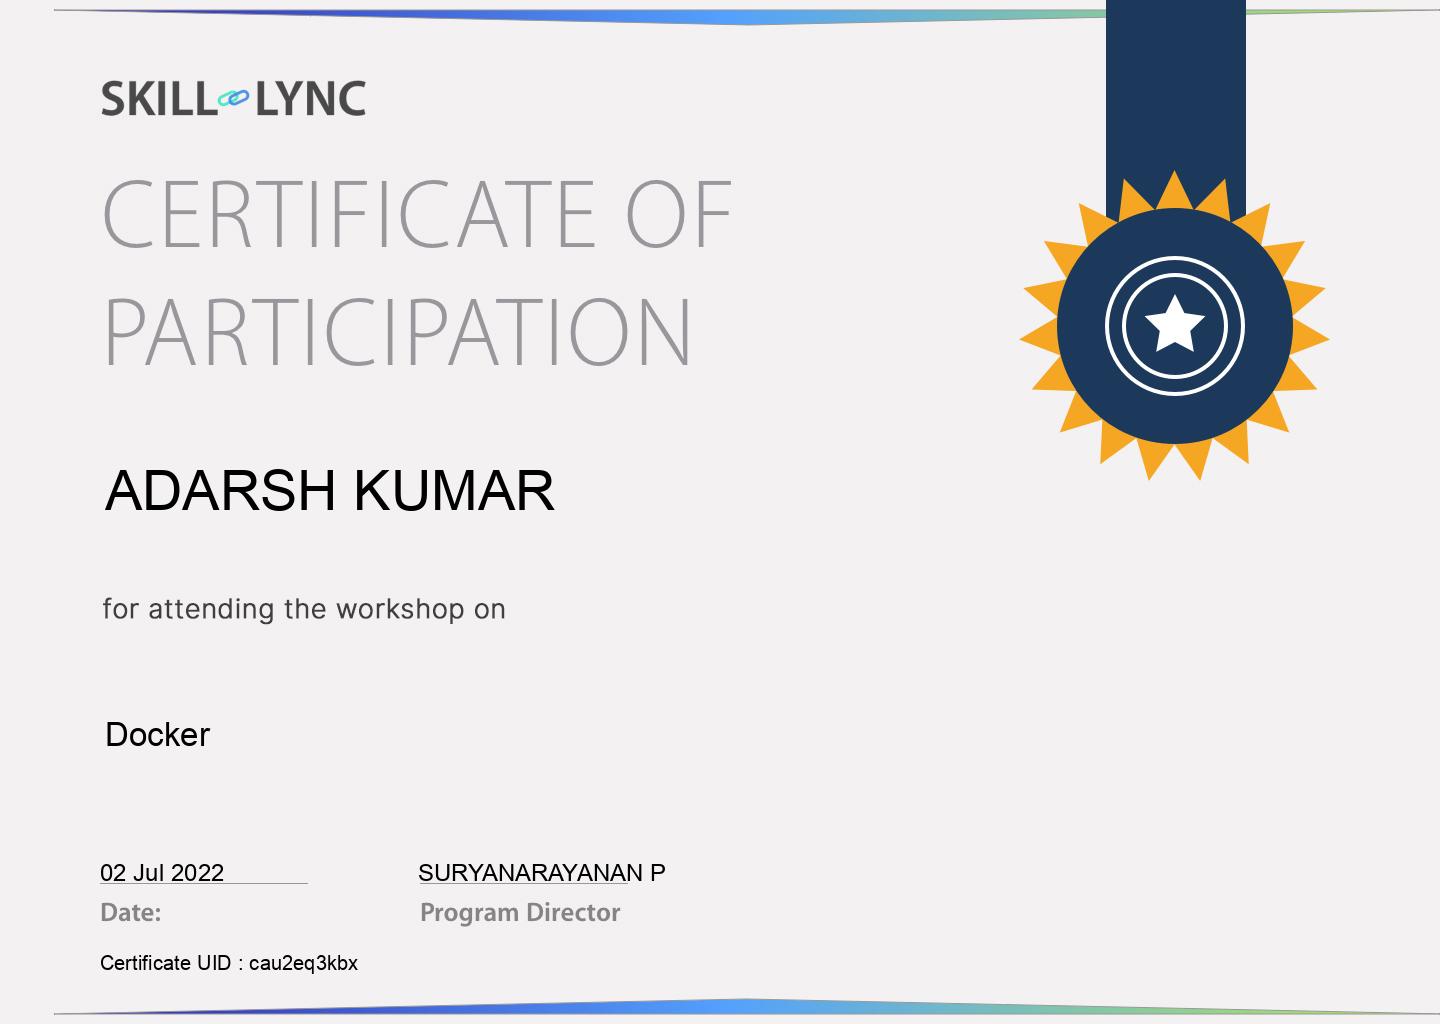 SKILL LYNC
CERTIFICATE OF
PARTICIPATION
ADARSH KUMAR
for attending the workshop on
Docker
02 Jul 2022 SURYANARAYANAN P
Date: Program Director
Certificate UID : cau2eq3kbx